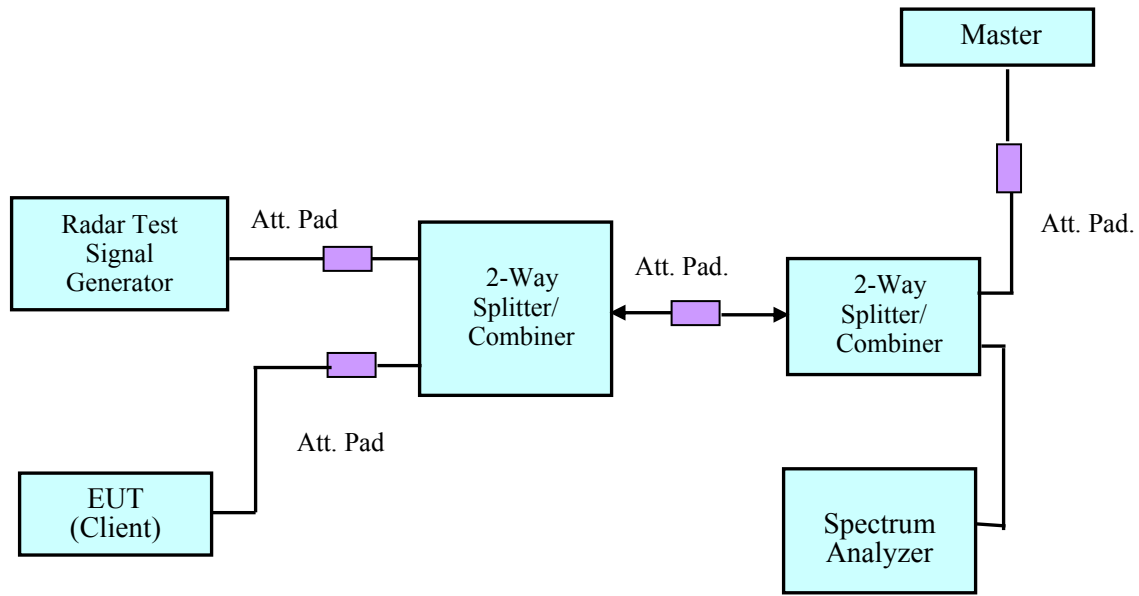 Master
Att. Pad.
Radar Test
Signal
Generator
Att. Pad
2-Way
Splitter/
Combiner
Att. Pad.
2-Way
Splitter/
Combiner
Att. Pad
EUT
(Client)
Spectrum
Analyzer